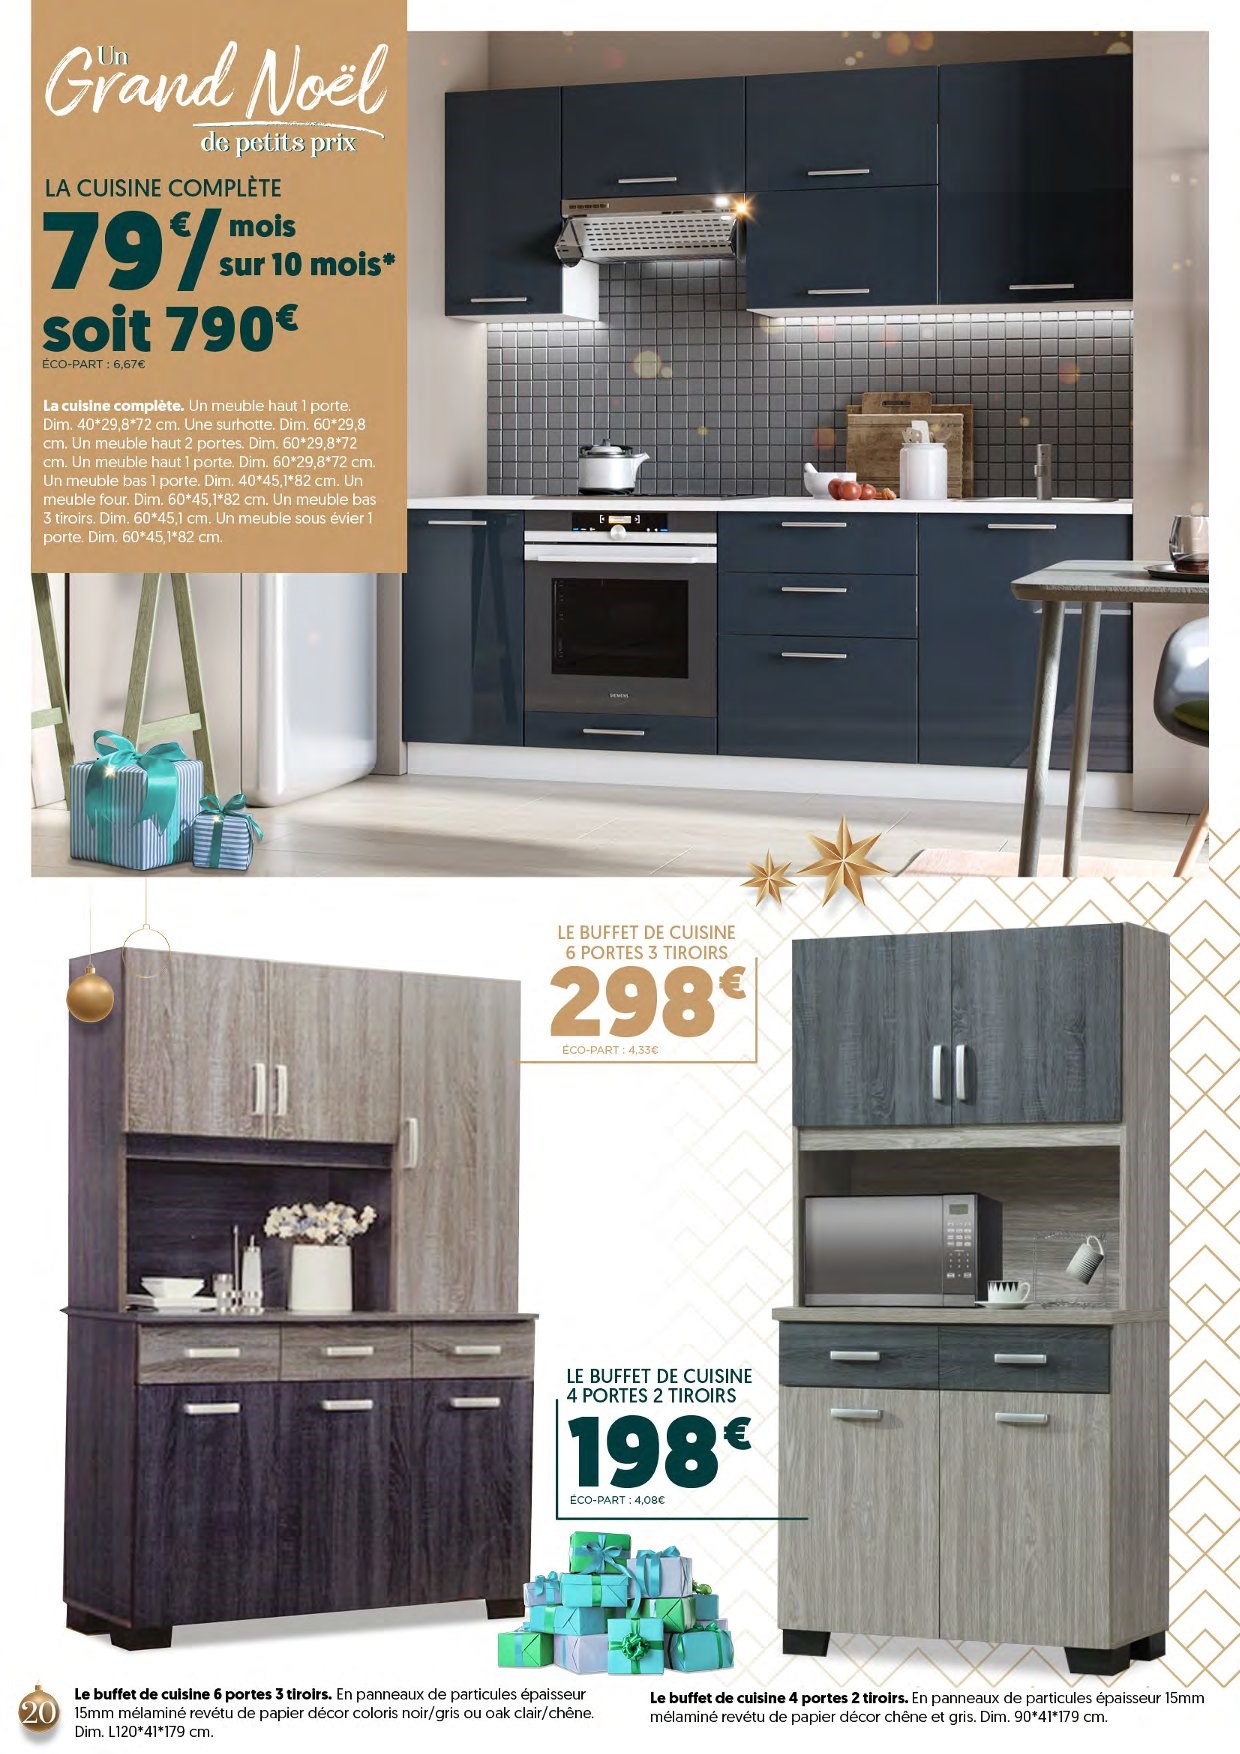 Un
Grand Noël
de petits prix
LA CUISINE COMPLÈTE
79€/mois
sur 10 mois*
soit 790€
ÉCO-PART : 6,67€
La cuisine complète. Un meuble haut 1 porte.
Dim. 40*29,8*72 cm. Une surhotte. Dim. 60*29,8
cm. Un meuble haut 2 portes. Dim. 60*29,8*72
cm. Un meuble haut 1 porte. Dim. 60*29,8*72 cm.
Un meuble bas 1 porte. Dim. 40*45,1*82 cm. Un
meuble four. Dim. 60*45,1*82 cm. Un meuble bas
3 tiroirs. Dim. 60*45,1 cm. Un meuble sous évier 1
porte. Dim. 60*45,1*82 cm.
SIEMENS
LE BUFFET DE CUISINE
6 PORTES 3 TIROIRS
298€
ÉCO-PART : 4,33€
LE BUFFET DE CUISINE
4 PORTES 2 TIROIRS
198€
ÉCO-PART : 4,08€
Le buffet de cuisine 6 portes 3 tiroirs. En panneaux de particules épaisseur
15mm mélaminé revétu de papier décor coloris noir/gris ou oak clair/chêne.
Dim. L120*41*179 cm.
Le buffet de cuisine 4 portes 2 tiroirs. En panneaux de particules épaisseur 15mm
mélaminé revétu de papier décor chêne et gris. Dim. 90*41*179 cm.
20